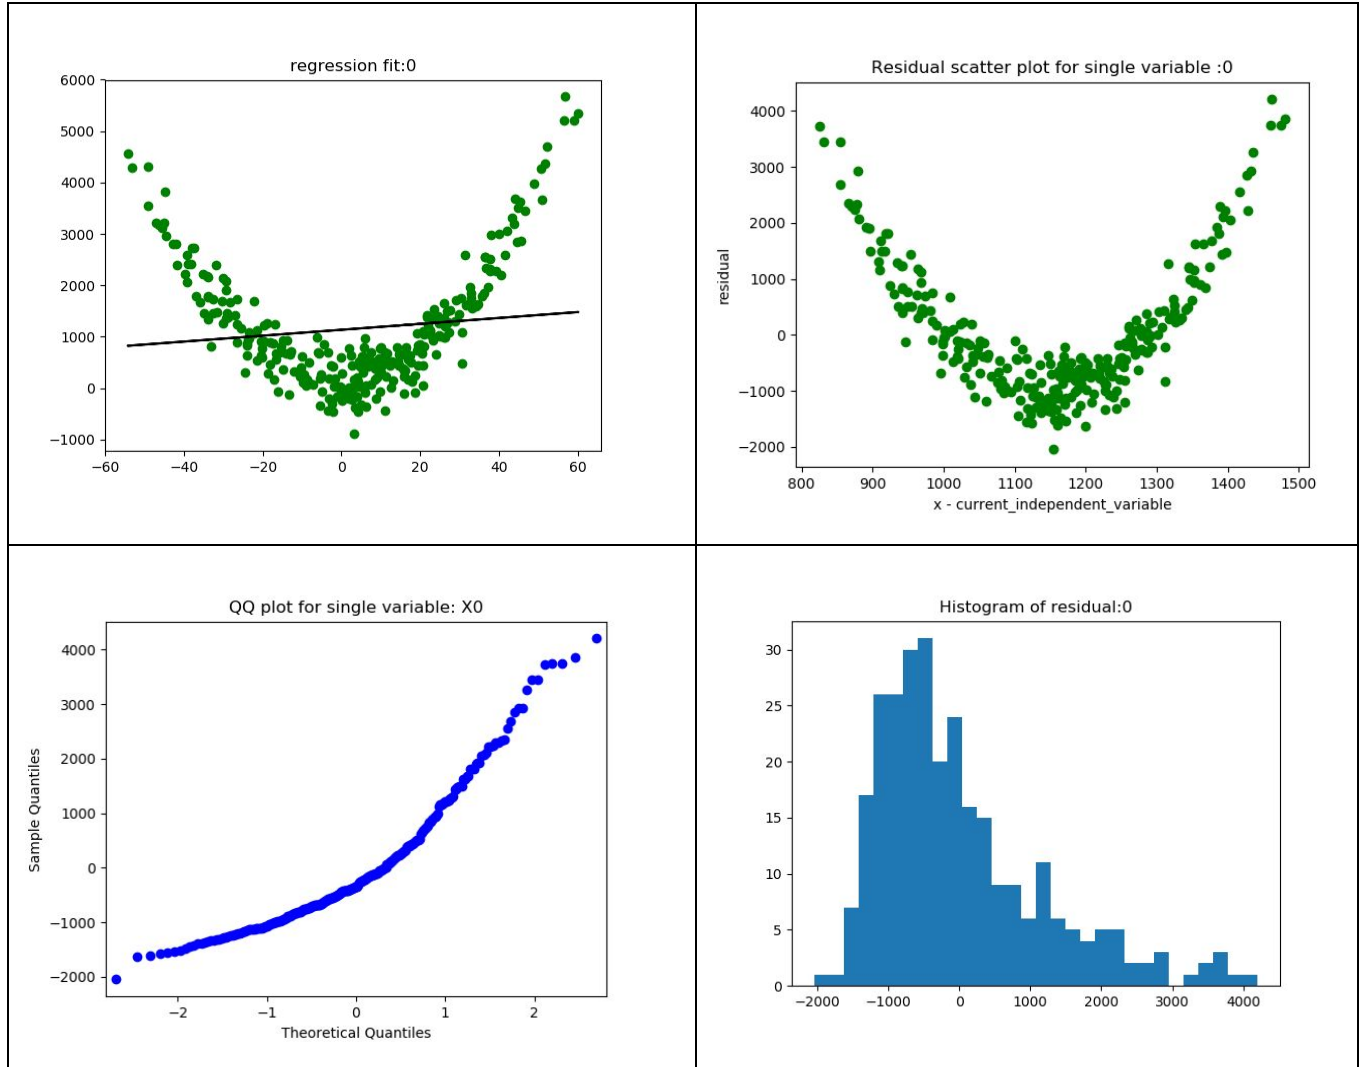 regression fit:0
6000
5000
4000
3000
2000
1000
0
−1000
−60 −40 −20 0 20 40 60
Residual scatter plot for single variable :0
4000
3000
2000
1000
0
−1000
−2000
residual
800 900 1000 1100 1200 1300 1400 1500
x - current_independent_variable
QQ plot for single variable: X0
4000
3000
2000
1000
0
−1000
−2000
Sample Quantiles
−2 −1 0 1 2
Theoretical Quantiles
Histogram of residual:0
30
25
20
15
10
5
0
−2000 −1000 0 1000 2000 3000 4000